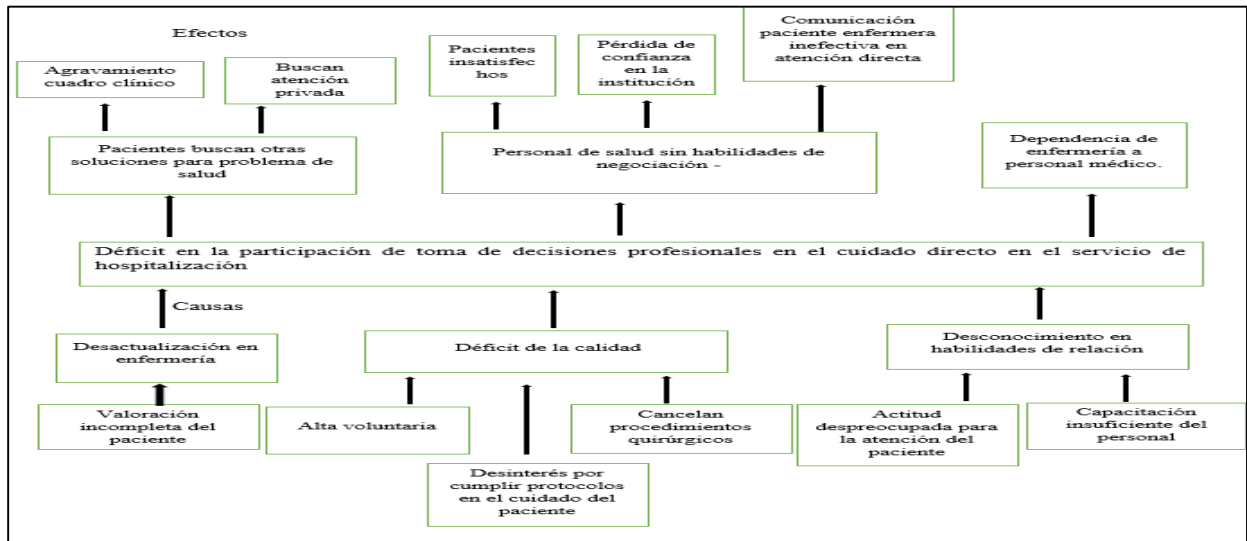 Efectos
Agravamiento
cuadro clínico
Buscan
atención
privada
Pacientes
insatisfec
hos
Pérdida de
confianza
en la
institución
Comunicación
paciente enfermera
inefectiva en
atención directa
Pacientes buscan otras
soluciones para problema de
salud
Personal de salud sin habilidades de
negociación -
Dependencia de
enfermería a
personal médico.
Déficit en la participación de toma de decisiones profesionales en el cuidado directo en el servicio de
hospitalización
Causas
Desactualización en
enfermería
Déficit de la calidad
Desconocimiento en
habilidades de relación
Valoración
incompleta del
paciente
Alta voluntaria
Desinterés por
cumplir protocolos
en el cuidado del
paciente
Cancelan
procedimientos
quirúrgicos
Actitud
despreocupada para
la atención del
paciente
Capacitación
insuficiente del
personal